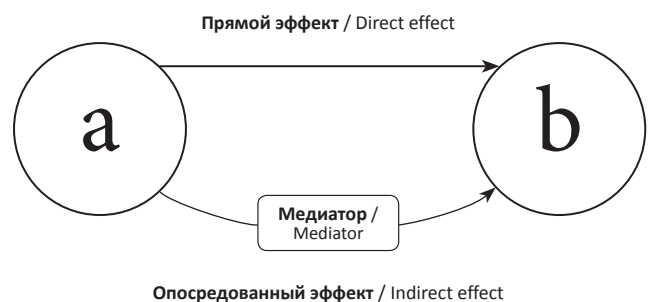 Прямой эффект / Direct effect
a
b
Медиатор /
Mediator
Опосредованный эффект / Indirect effect